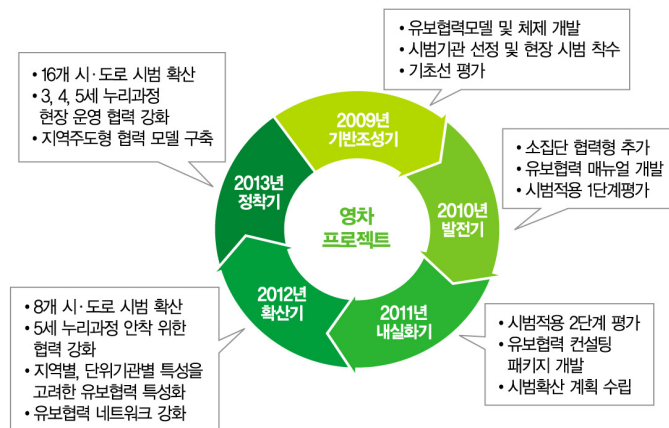 • 유보협력모델 및 체제 개발
• 시범기관 선정 및 현장 시범 착수
• 기초선 평가
2009년
기반조성기
• 소집단 협력형 추가
• 유보협력 매뉴얼 개발
• 시범적용 1단계평가
2010년
발전기
• 시범적용 2단계 평가
• 유보협력 컨설팅
패키지 개발
• 시범확산 계획 수립
2011년
내실화기
• 8개 시·도로 시범 확산
• 5세 누리과정 안착 위한
협력 강화
• 지역별, 단위기관별 특성을
고려한 유보협력 특성화
• 유보협력 네트워크 강화
2012년
확산기
• 16개 시·도로 시범 확산
• 3, 4, 5세 누리과정
현장 운영 협력 강화
• 지역주도형 협력 모델 구축
2013년
정착기
영차
프로젝트